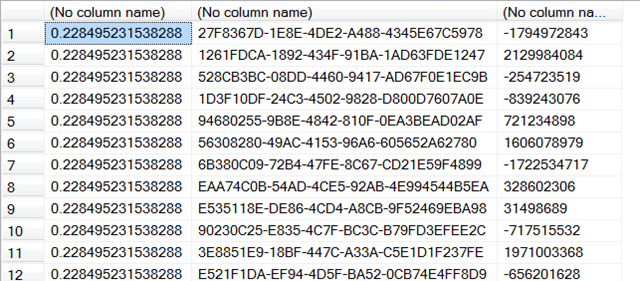 (No column name) (No column name) (No column na...
1 0.228495231538288 27F8367D-1E8E-4DE2-A488-4345E67C5978 -1794972843
2 0.228495231538288 1261FDCA-1892-434F-91BA-1AD63FDE1247 2129984084
3 0.228495231538288 528CB3BC-08DD-4460-9417-AD67F0E1EC9B -254723519
4 0.228495231538288 1D3F10DF-24C3-4502-9828-D800D7607A0E -839243076
5 0.228495231538288 94680255-9B8E-4842-810F-0EA3BEAD02AF 721234898
6 0.228495231538288 56308280-49AC-4153-96A6-605652A62780 1606078979
7 0.228495231538288 6B380C09-72B4-47FE-8C67-CD21E59F4899 -1722534717
8 0.228495231538288 EAA74C0B-54AD-4CE5-92AB-4E994544B5EA 328602306
9 0.228495231538288 E535118E-DE86-4CD4-A8CB-9F52469EBA98 31498689
10 0.228495231538288 90230C25-E835-4C7F-BC3C-B79FD3EFEE2C -717515532
11 0.228495231538288 3E8851E9-18BF-447C-A33A-C5E1D1F237FE 1971003368
12 0.228495231538288 E521F1DA-EF94-4D5F-BA52-0CB74E4FF8D9 -656201628